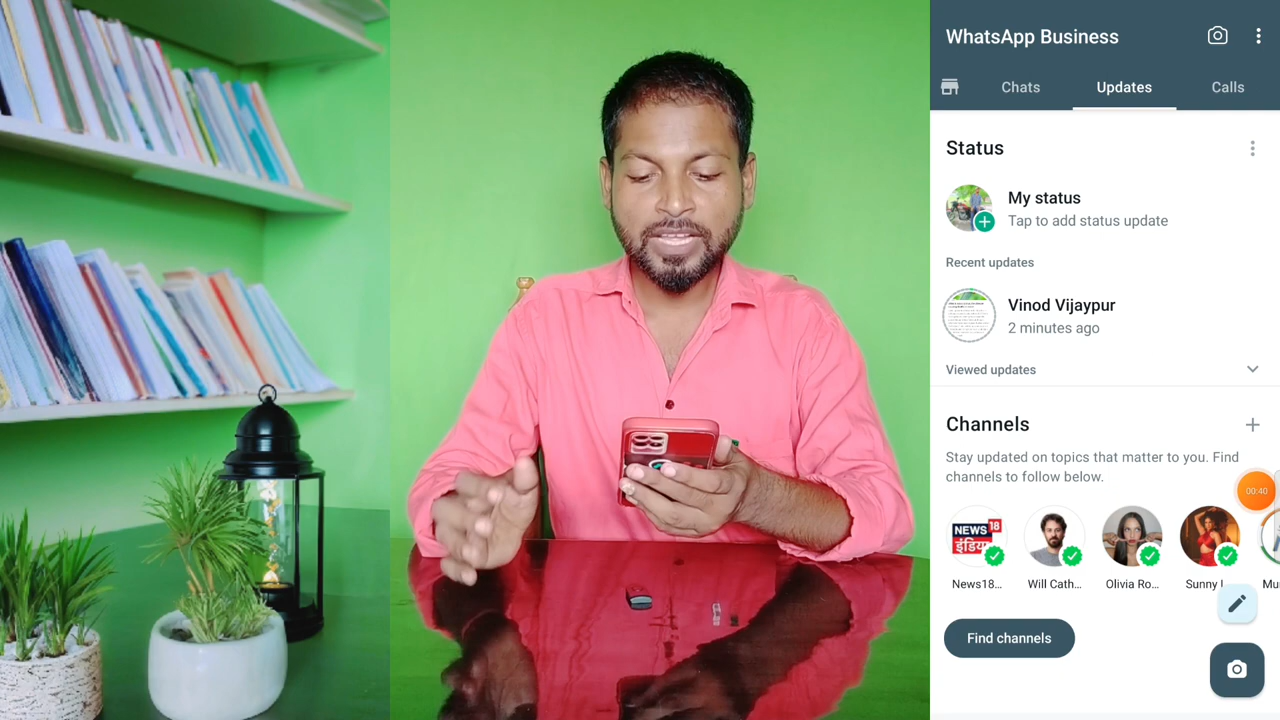 WhatsApp Business
Chats
Updates
Calls
Status
My status
Tap to add status update
Recent updates
Vinod Vijaypur
2 minutes ago
Viewed updates
Channels
Stay updated on topics that matter to you. Find
channels to follow below.
00:40
NEWS 18
इंडिया
News18...
Will Cath...
Olivia Ro...
Sunny L
Mu
Find channels